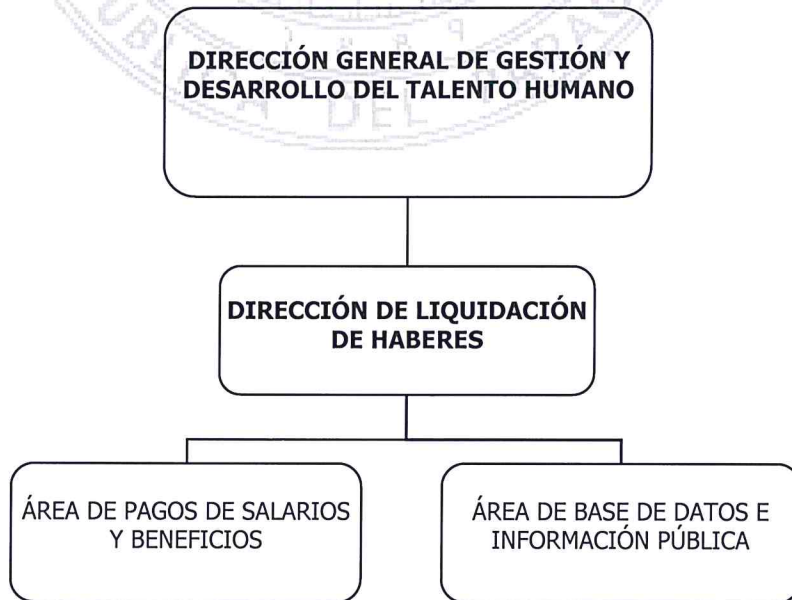 DIRECCIÓN GENERAL DE GESTIÓN Y
DESARROLLO DEL TALENTO HUMANO
DEL
DIRECCIÓN DE LIQUIDACIÓN
DE HABERES
ÁREA DE PAGOS DE SALARIOS
Y BENEFICIOS
ÁREA DE BASE DE DATOS E
INFORMACIÓN PÚBLICA